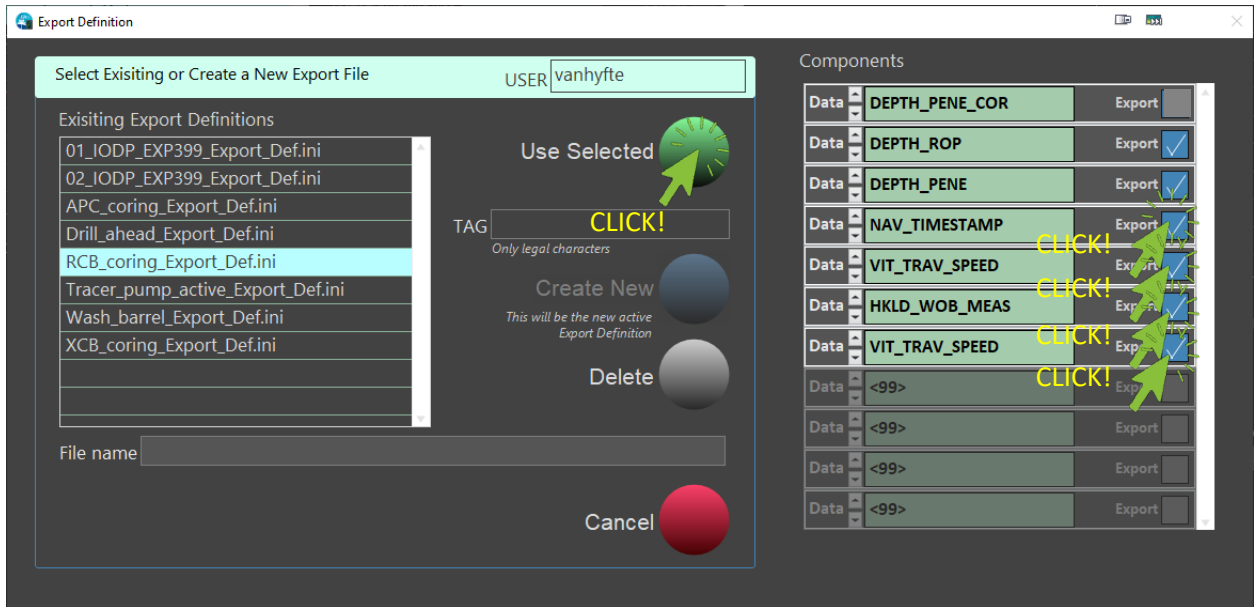 Export Definition
Select Exisiting or Create a New Export File
USER vanhyfte
Exisiting Export Definitions
01_IODP_EXP399_Export_Def.ini
02_IODP_EXP399_Export_Def.ini
APC_coring_Export_Def.ini
Drill_ahead_Export_Def.ini
RCB_coring_Export_Def.ini
Tracer_pump_active_Export_Def.ini
Wash_barrel_Export_Def.ini
XCB_coring_Export_Def.ini
File name
Use Selected
TAG CLICK!
Only legal characters
Create New
This will be the new active
Export Definition
Delete
Cancel
Components
Data DEPTH_PENE_COR Export
Data DEPTH_ROP Export
Data DEPTH_PENE Export
Data NAV_TIMESTAMP Export
CLICK!
Data VIT_TRAV_SPEED Export
CLICK!
Data HKLD_WOB_MEAS Export
CLICK!
Data VIT_TRAV_SPEED Export
CLICK!
Data <99> Export
Data <99> Export
Data <99> Export
Data <99> Export